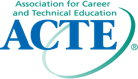 Association for Career
and Technical Education
ACTE®